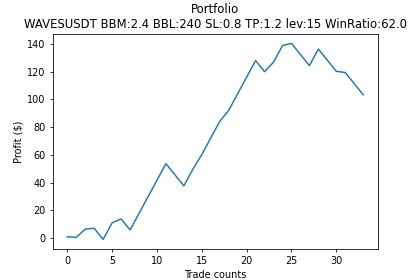 Portfolio
WAVESUSDT BBM:2.4 BBL:240 SL:0.8 TP:1.2 lev:15 WinRatio:62.0
140
120
100
80
60
40
20
0
Profit ($)
0 5 10 15 20 25 30
Trade counts